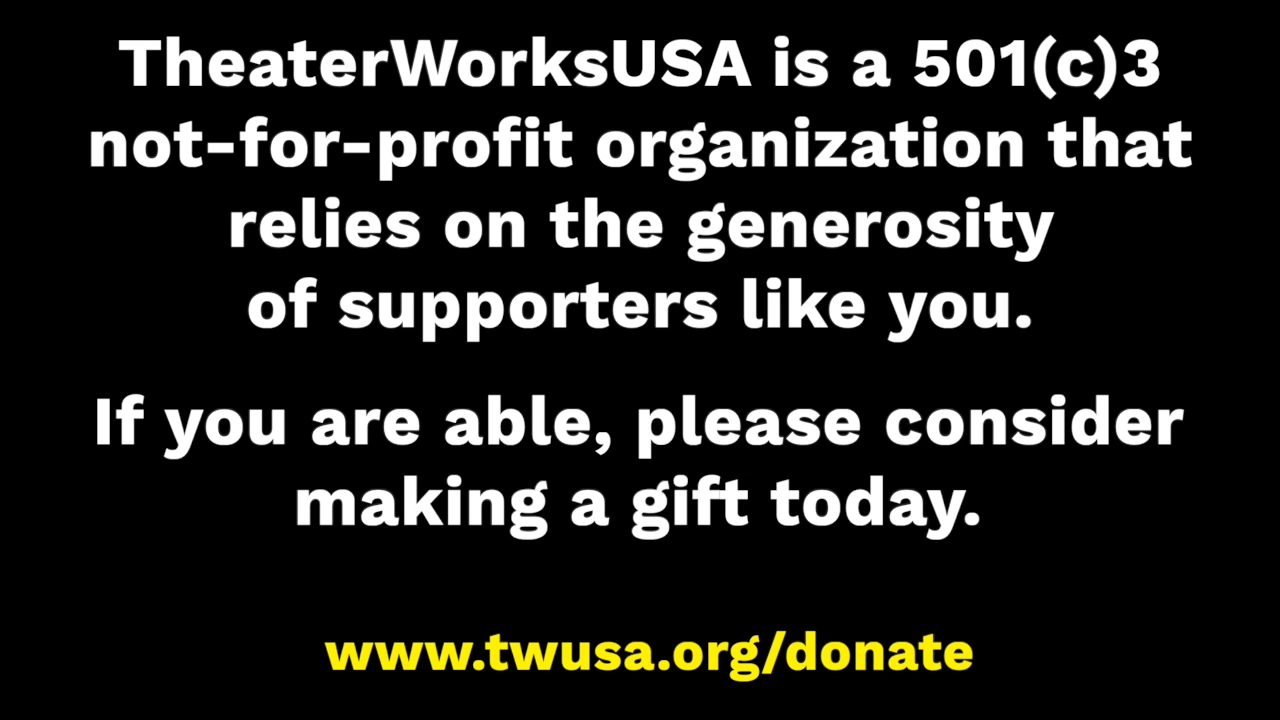 TheaterWorksUSA is a 501(c)3
not-for-profit organization that
relies on the generosity
of supporters like you.
If you are able, please consider
making a gift today.
www.twusa.org/donate